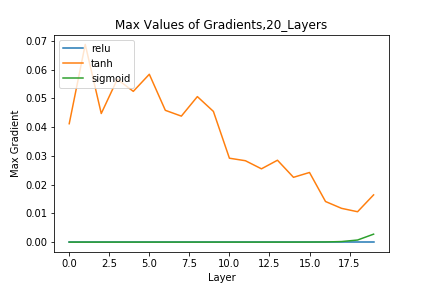 Max Values of Gradients,20_Layers
relu
tanh
sigmoid
Max Gradient
0.07
0.06
0.05
0.04
0.03
0.02
0.01
0.00
0.0 2.5 5.0 7.5 10.0 12.5 15.0 17.5
Layer